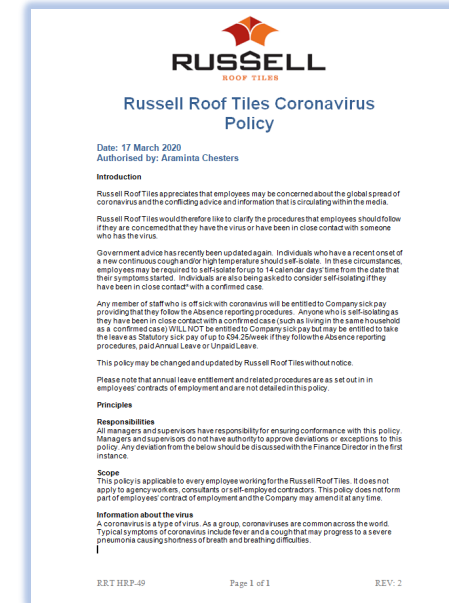 RUSSELL
ROOF TILES
Russell Roof Tiles Coronavirus
Policy
Date: 17 March 2020
Authorised by: Araminta Chesters
Introduction
Russell Roof Tiles appreciates that employees may be concerned about the global spread of
coronavirus and the conflicting advice and information that is circulating within the media.
Russell Roof Tiles would therefore like to clarify the procedures that employees should follow
if they are concerned that they have the virus or have been in close contact with someone
who has the virus.
Government advice has recently been updated again. Individuals who have a recent onset of
a new continuous cough and/or high temperature should self-isolate. In these circumstances,
employees may be required to self-isolate for up to 14 calendar days' time from the date that
their symptoms started. Individuals are also being asked to consider self-isolating if they
have been in close contact* with a confirmed case.
Any member of staff who is off sick with coronavirus will be entitled to Company sick pay
providing that they follow the Absence reporting procedures. Anyone who is self-isolating as
they have been in close contact with a confirmed case (such as living in the same household
as a confirmed case) WILL NOT be entitled to Company sick pay but may be entitled to take
the leave as Statutory sick pay of up to £94.25/week if they follow the Absence reporting
procedures, paid Annual Leave or Unpaid Leave.
This policy may be changed and updated by Russell Roof Tiles without notice.
Please note that annual leave entitlement and related procedures are as set out in in
employees' contracts of employment and are not detailed in this policy.
Principles
Responsibilities
All managers and supervisors have responsibility for ensuring conformance with this policy.
Managers and supervisors do not have authority to approve deviations or exceptions to this
policy. Any deviation from the below should be discussed with the Finance Director in the first
instance.
Scope
This policy is applicable to every employee working for the Russell Roof Tiles. It does not
apply to agency workers, consultants or self-employed contractors. This policy does not form
part of employees' contract of employment and the Company may amend it at any time.
Information about the virus
A coronavirus is a type of virus. As a group, coronaviruses are common across the world.
Typical symptoms of coronavirus include fever and a cough that may progress to a severe
pneumonia causing shortness of breath and breathing difficulties.
RRT HRP-49 Page 1 of 1 REV: 2